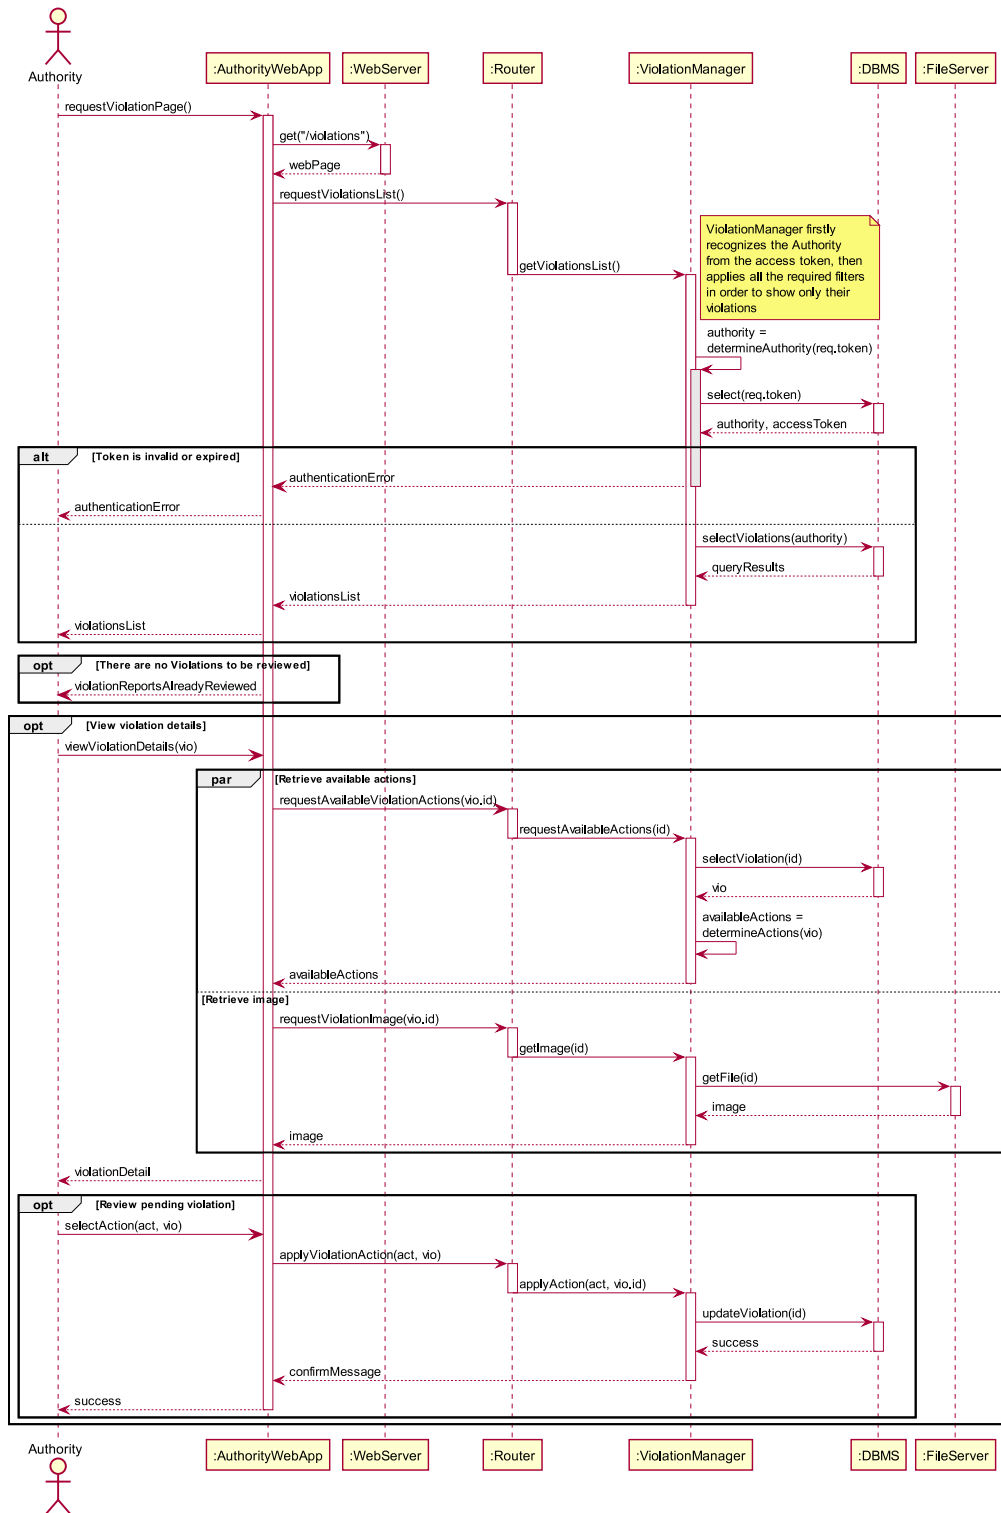 Authority
:AuthorityWebApp
:WebServer
:Router
:ViolationManager
:DBMS
:FileServer
requestViolationPage()
get("/violations")
webPage
requestViolationsList()
ViolationManager firstly
recognizes the Authority
from the access token, then
applies all the required filters
in order to show only their
violations
getViolationsList()
authority =
determineAuthority(req.token)
select(req.token)
authority, accessToken
alt
[Token is invalid or expired]
authenticationError
authenticationError
selectViolations(authority)
queryResults
violationsList
violationsList
opt
[There are no Violations to be reviewed]
violationReportsAlreadyReviewed
opt
[View violation details]
viewViolationDetails(vio)
par
[Retrieve available actions]
requestAvailableViolationActions(vio.id)
requestAvailableActions(id)
selectViolation(id)
vio
availableActions =
determineActions(vio)
availableActions
[Retrieve image]
requestViolationImage(vio.id)
getImage(id)
getFile(id)
image
image
violationDetail
opt
[Review pending violation]
selectAction(act, vio)
applyViolationAction(act, vio)
applyAction(act, vio.id)
updateViolation(id)
success
confirmMessage
success
Authority
:AuthorityWebApp
:WebServer
:Router
:ViolationManager
:DBMS
:FileServer